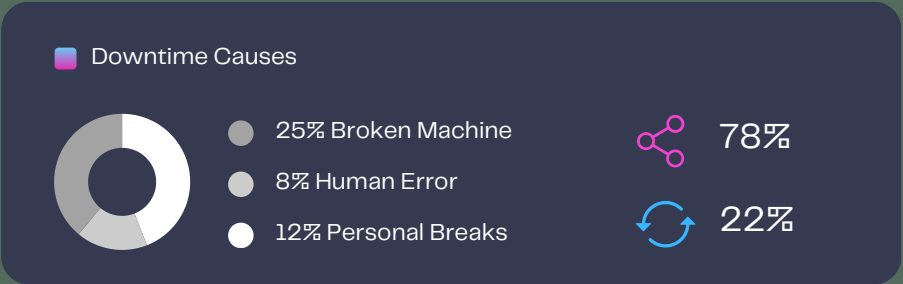 Downtime Causes
25% Broken Machine
8% Human Error
12% Personal Breaks
78%
22%